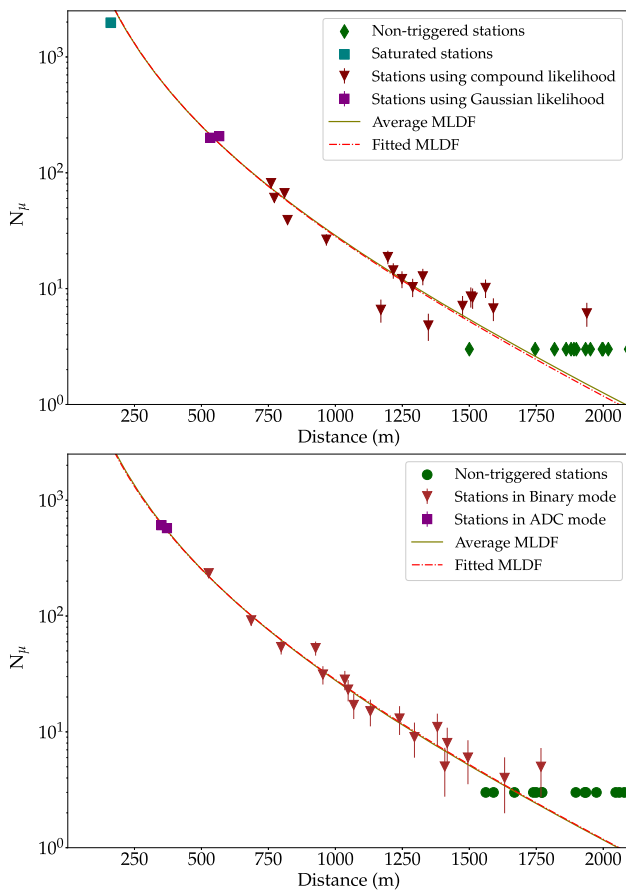 10³
10²
10¹
10⁰
N_μ
Non-triggered stations
Saturated stations
Stations using compound likelihood
Stations using Gaussian likelihood
Average MLDF
Fitted MLDF
250 500 750 1000 1250 1500 1750 2000
Distance (m)
10³
10²
10¹
10⁰
N_μ
Non-triggered stations
Stations in Binary mode
Stations in ADC mode
Average MLDF
Fitted MLDF
250 500 750 1000 1250 1500 1750 2000
Distance (m)